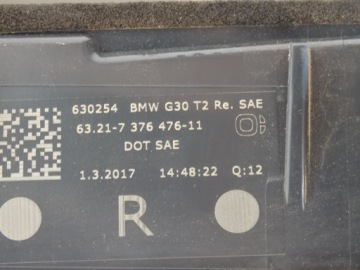 630254 BMW G30 T2 Re. SAE
63.21-7 376 476-11
DOT SAE
1.3.2017 14:48:22 Q:12
R